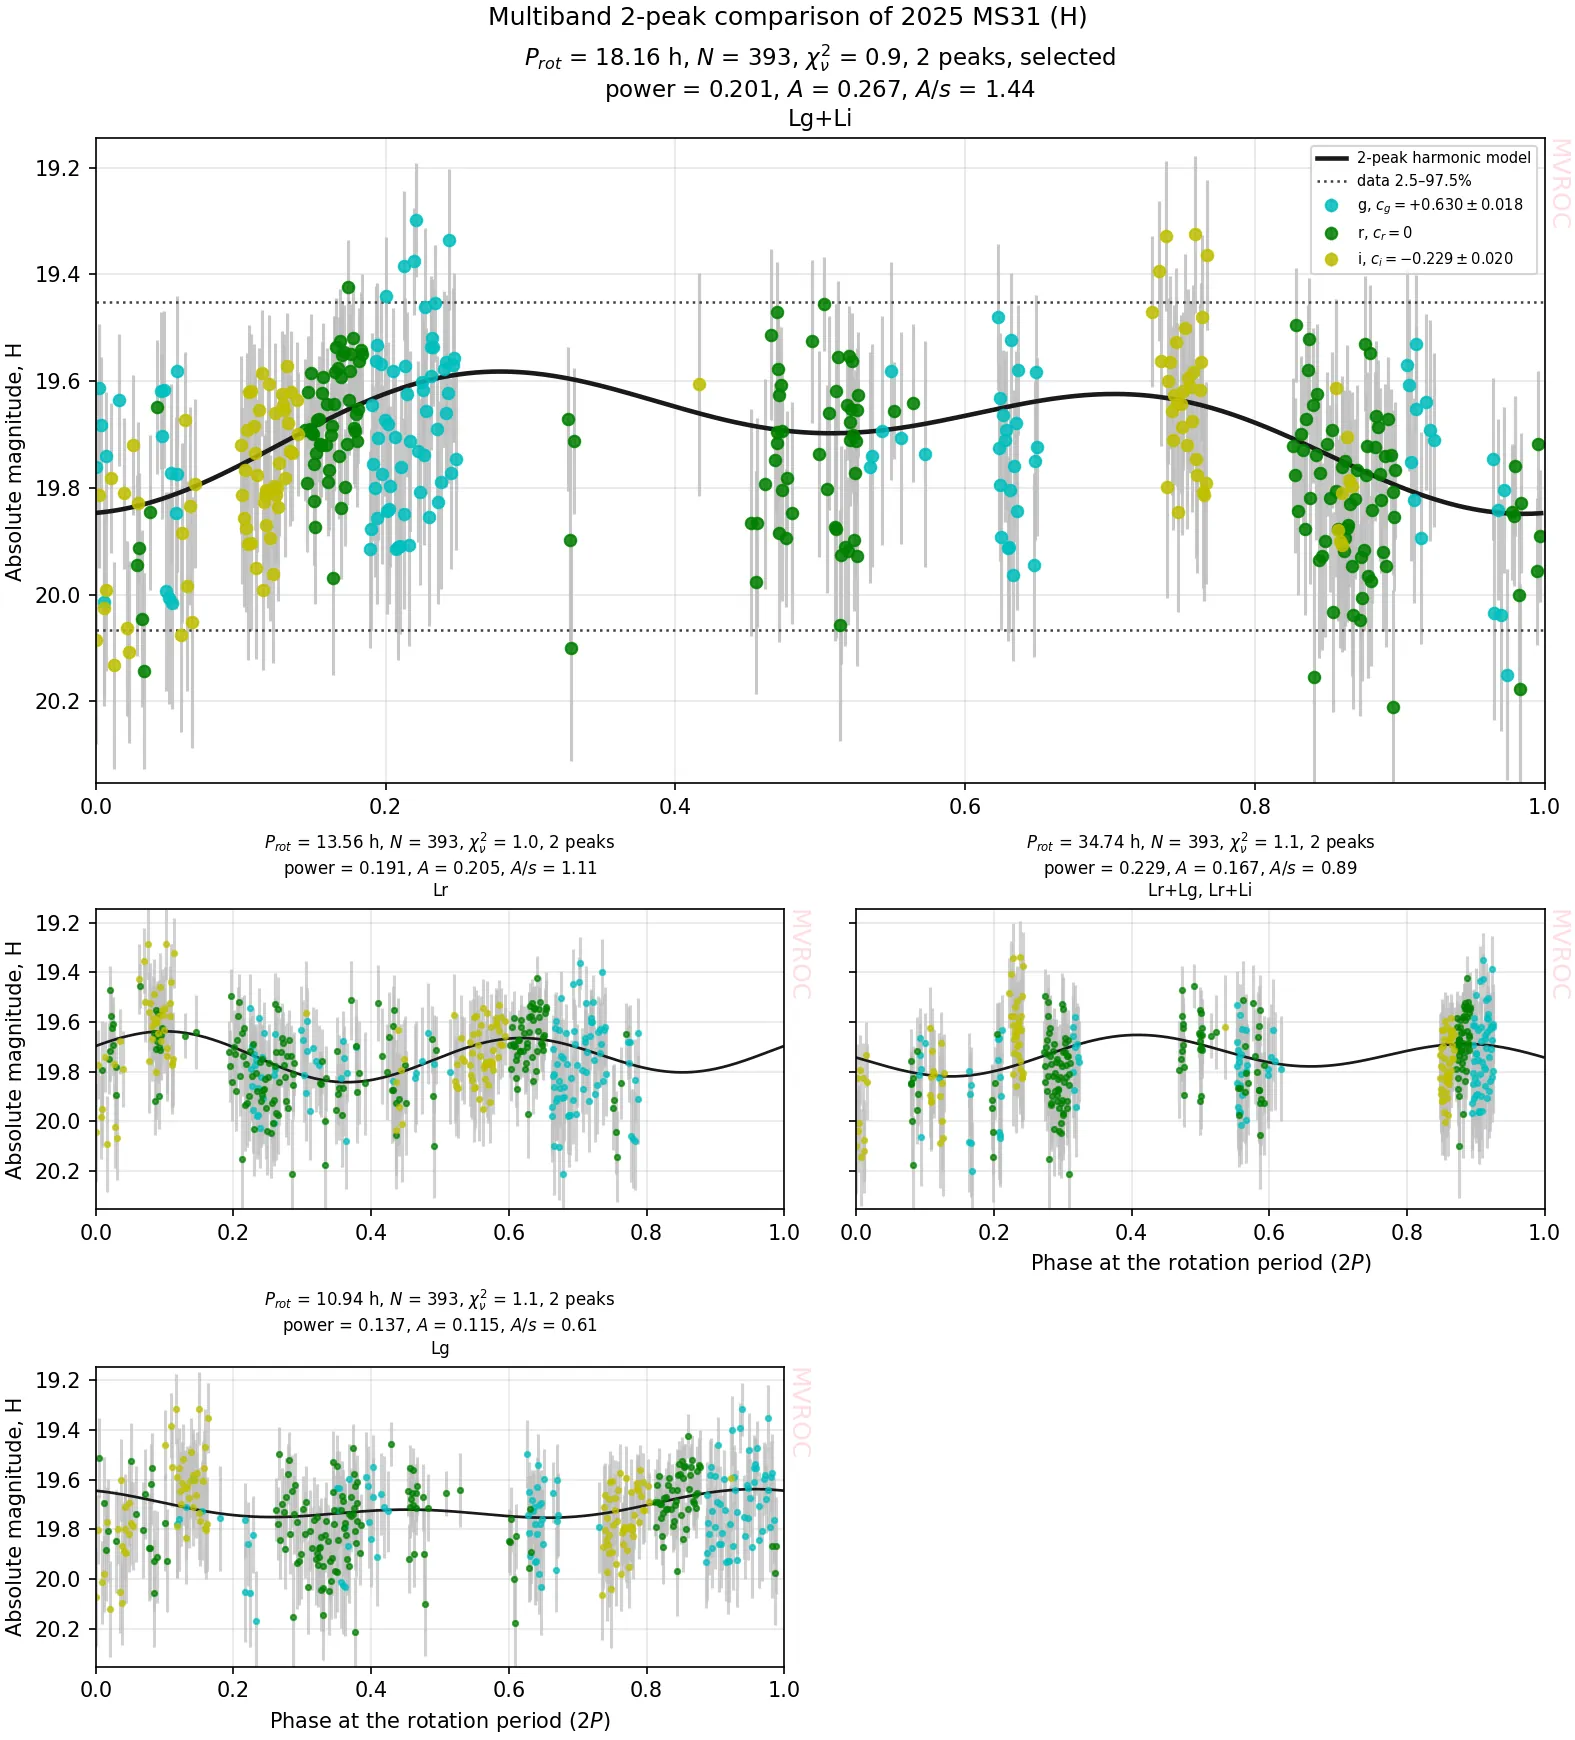 Multiband 2-peak comparison of 2025 MS31 (H)
P_rot = 18.16 h, N = 393, χ²_ν = 0.9, 2 peaks, selected
power = 0.201, A = 0.267, A/s = 1.44
Lg+Li
Absolute magnitude, H
19.2
19.4
19.6
19.8
20.0
20.2
2-peak harmonic model
data 2.5–97.5%
g, c_g = +0.630 ± 0.018
r, c_r = 0
i, c_i = −0.229 ± 0.020
MVROC
0.0 0.2 0.4 0.6 0.8 1.0
P_rot = 13.56 h, N = 393, χ²_ν = 1.0, 2 peaks
power = 0.191, A = 0.205, A/s = 1.11
Lr
Absolute magnitude, H
19.2
19.4
19.6
19.8
20.0
20.2
MVROC
0.0 0.2 0.4 0.6 0.8 1.0
P_rot = 34.74 h, N = 393, χ²_ν = 1.1, 2 peaks
power = 0.229, A = 0.167, A/s = 0.89
Lr+Lg, Lr+Li
MVROC
0.0 0.2 0.4 0.6 0.8 1.0
Phase at the rotation period (2P)
P_rot = 10.94 h, N = 393, χ²_ν = 1.1, 2 peaks
power = 0.137, A = 0.115, A/s = 0.61
Lg
Absolute magnitude, H
19.2
19.4
19.6
19.8
20.0
20.2
MVROC
0.0 0.2 0.4 0.6 0.8 1.0
Phase at the rotation period (2P)